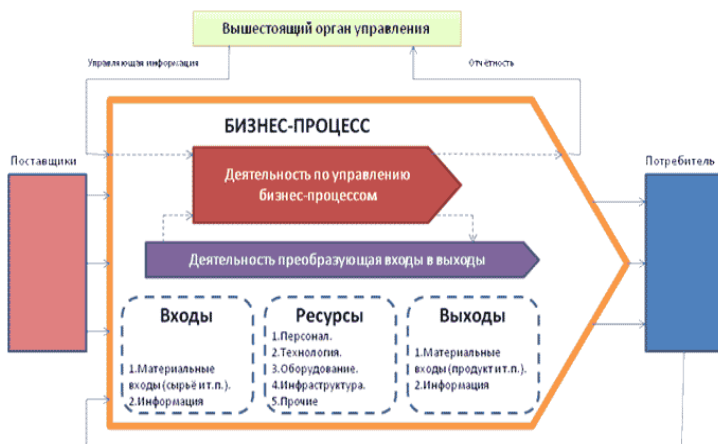 Вышестоящий орган управления
Управляющая информация
Отчётность
БИЗНЕС-ПРОЦЕСС
Поставщики
Потребитель
Деятельность по управлению
бизнес-процессом
Деятельность преобразующая входы в выходы
Входы
1.Материальные
входы (сырьё и т.п.).
2.Информация
Ресурсы
1.Персонал.
2.Технология.
3.Оборудование.
4.Инфраструктура.
5.Прочие
Выходы
1.Материальные
входы (продукт и т.п.).
2.Информация